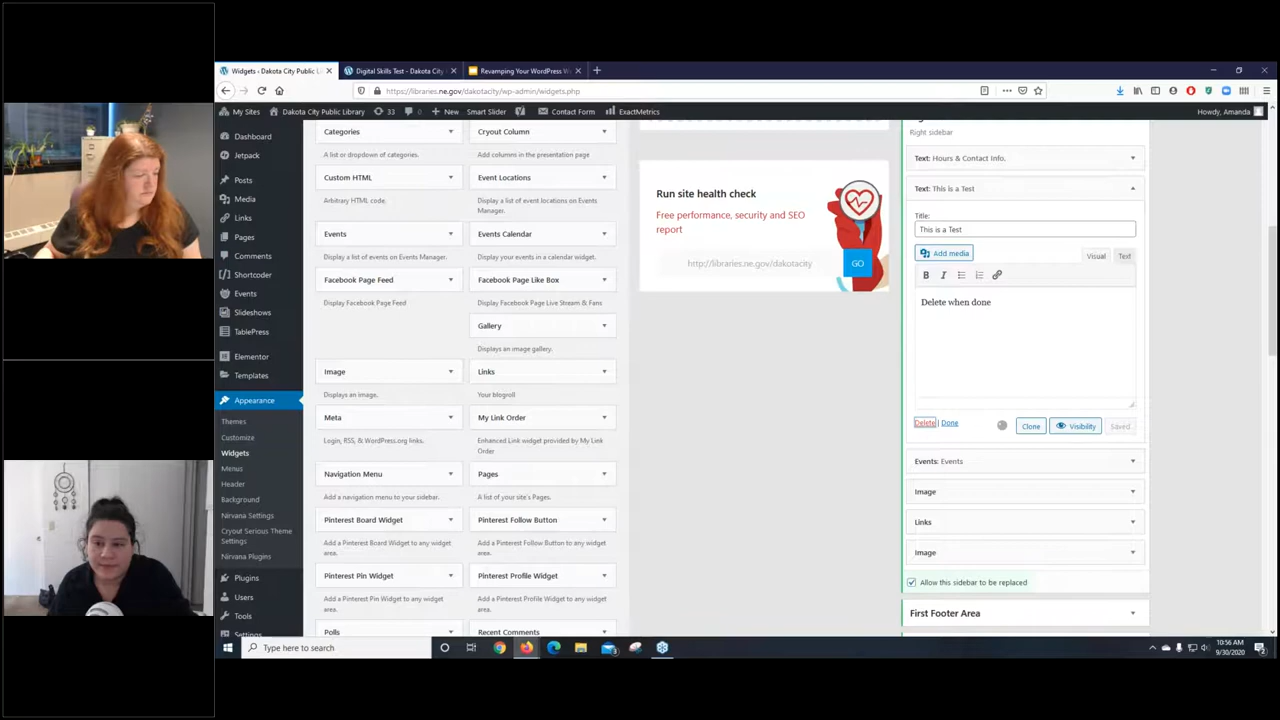 Widgets ‹ Dakota City Public Li
Digital Skills Test - Dakota City
Revamping Your WordPress W
https://libraries.ne.gov/dakotacity/wp-admin/widgets.php
My Sites
Dakota City Public Library
33
New
Smart Slider
Contact Form
ExactMetrics
Howdy, Amanda
Dashboard
Jetpack
Posts
Media
Links
Pages
Comments
Shortcoder
Events
Slideshows
TablePress
Elementor
Templates
Appearance
Themes
Customize
Widgets
Menus
Header
Background
Nirvana Settings
Cryout Serious Theme
Settings
Nirvana Plugins
Plugins
Users
Tools
Settings
Categories
A list or dropdown of categories.
Custom HTML
Arbitrary HTML code.
Events
Display a list of events on Events Manager.
Facebook Page Feed
Display Facebook Page Feed
Image
Displays an image.
Meta
Login, RSS, & WordPress.org links.
Navigation Menu
Add a navigation menu to your sidebar.
Pinterest Board Widget
Add a Pinterest Board Widget to any widget
area.
Pinterest Pin Widget
Add a Pinterest Pin Widget to any widget
area.
Polls
Cryout Column
Add columns in the presentation page
Event Locations
Display a list of event locations on Events
Manager.
Events Calendar
Display your events in a calendar widget.
Facebook Page Like Box
Display Facebook Page Live Stream & Fans
Gallery
Displays an image gallery.
Links
Your blogroll
My Link Order
Enhanced Link widget provided by My Link
Order
Pages
A list of your site's Pages.
Pinterest Follow Button
Add a Pinterest Follow Button to any widget
area.
Pinterest Profile Widget
Add a Pinterest Profile Widget to any widget
area.
Recent Comments
Run site health check
Free performance, security and SEO
report
http://libraries.ne.gov/dakotacity
GO
Right sidebar
Text: Hours & Contact Info.
Text: This is a Test
Title:
This is a Test
Add media
Visual
Text
B I
Delete when done
Delete | Done
Clone
Visibility
Saved
Events: Events
Image
Links
Image
Allow this sidebar to be replaced
First Footer Area
Type here to search
10:56 AM
9/30/2020